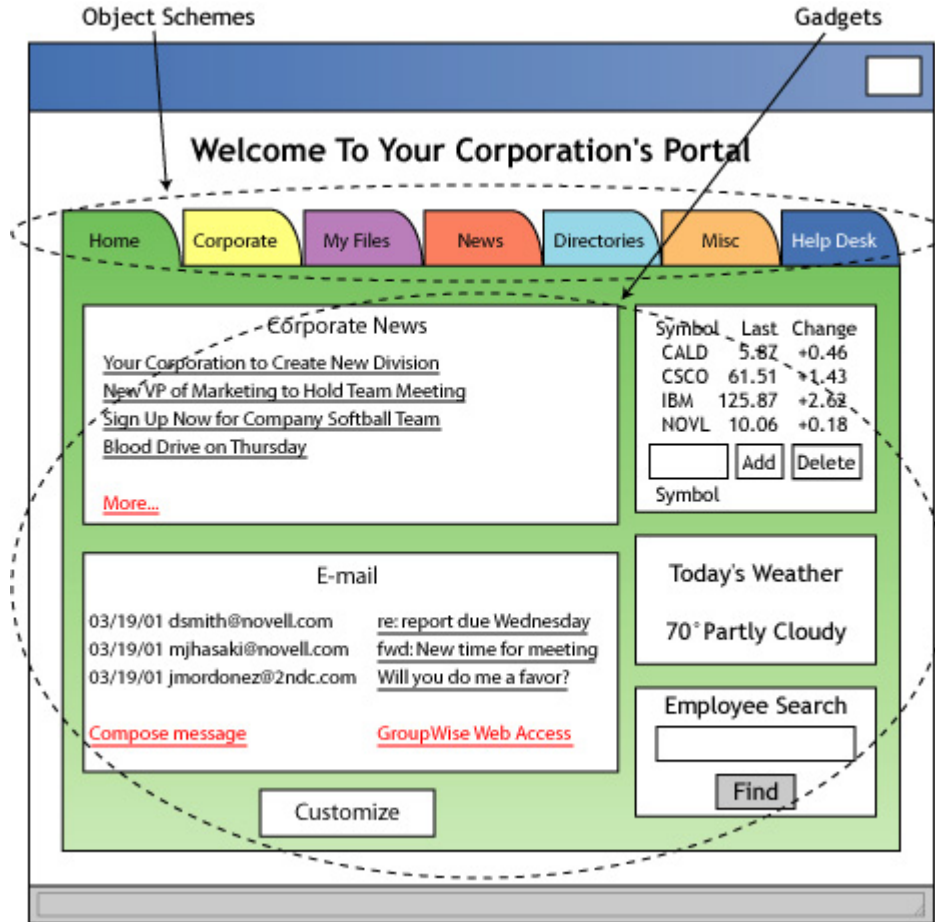 Object Schemes
Gadgets
Welcome To Your Corporation's Portal
Home
Corporate
My Files
News
Directories
Misc
Help Desk
Corporate News
Your Corporation to Create New Division
New VP of Marketing to Hold Team Meeting
Sign Up Now for Company Softball Team
Blood Drive on Thursday
More...
Symbol Last Change
CALD 5.87 +0.46
CSCO 61.51 +1.43
IBM 125.87 +2.62
NOVL 10.06 +0.18
Add
Delete
Symbol
E-mail
03/19/01 dsmith@novell.com re: report due Wednesday
03/19/01 mjhasaki@novell.com fwd: New time for meeting
03/19/01 jmordonez@2ndc.com Will you do me a favor?
Compose message
GroupWise Web Access
Today's Weather
70°Partly Cloudy
Employee Search
Find
Customize